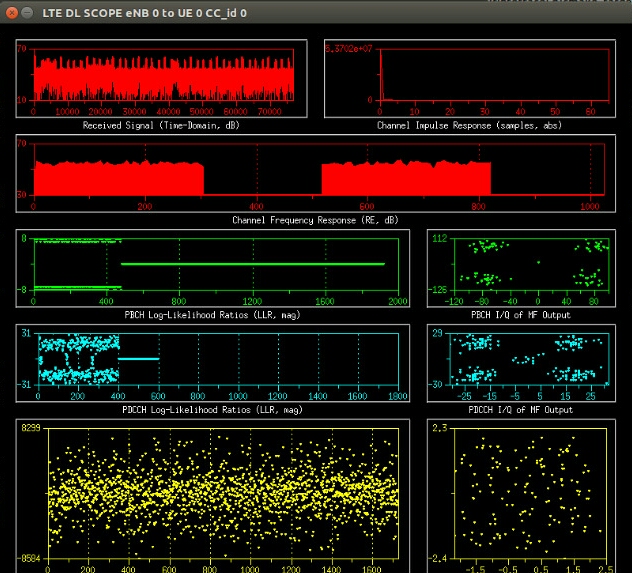 LTE DL SCOPE eNB 0 to UE 0 CC_id 0
70
10
0 10000 20000 30000 40000 50000 60000 70000
Received Signal (Time-Domain, dB)
5.3702e+07
0
0 10 20 30 40 50 60
Channel Impulse Response (samples, abs)
70
30
0 200 400 600 800 1000
Channel Frequency Response (RE, dB)
8
-8
0 400 800 1200 1600 2000
PBCH Log-Likelihood Ratios (LLR, mag)
112
-126
-120 -80 -40 0 40 80
PBCH I/Q of MF Output
31
-31
0 200 400 600 800 1000 1200 1400 1600 1800
PDCCH Log-Likelihood Ratios (LLR, mag)
29
-30
-25 -15 -5 5 15 25
PDCCH I/Q of MF Output
8299
-8584
0 200 400 600 800 1000 1200 1400 1600
2.3
-2.4
-1.5 -0.5 0.5 1.5 2.5